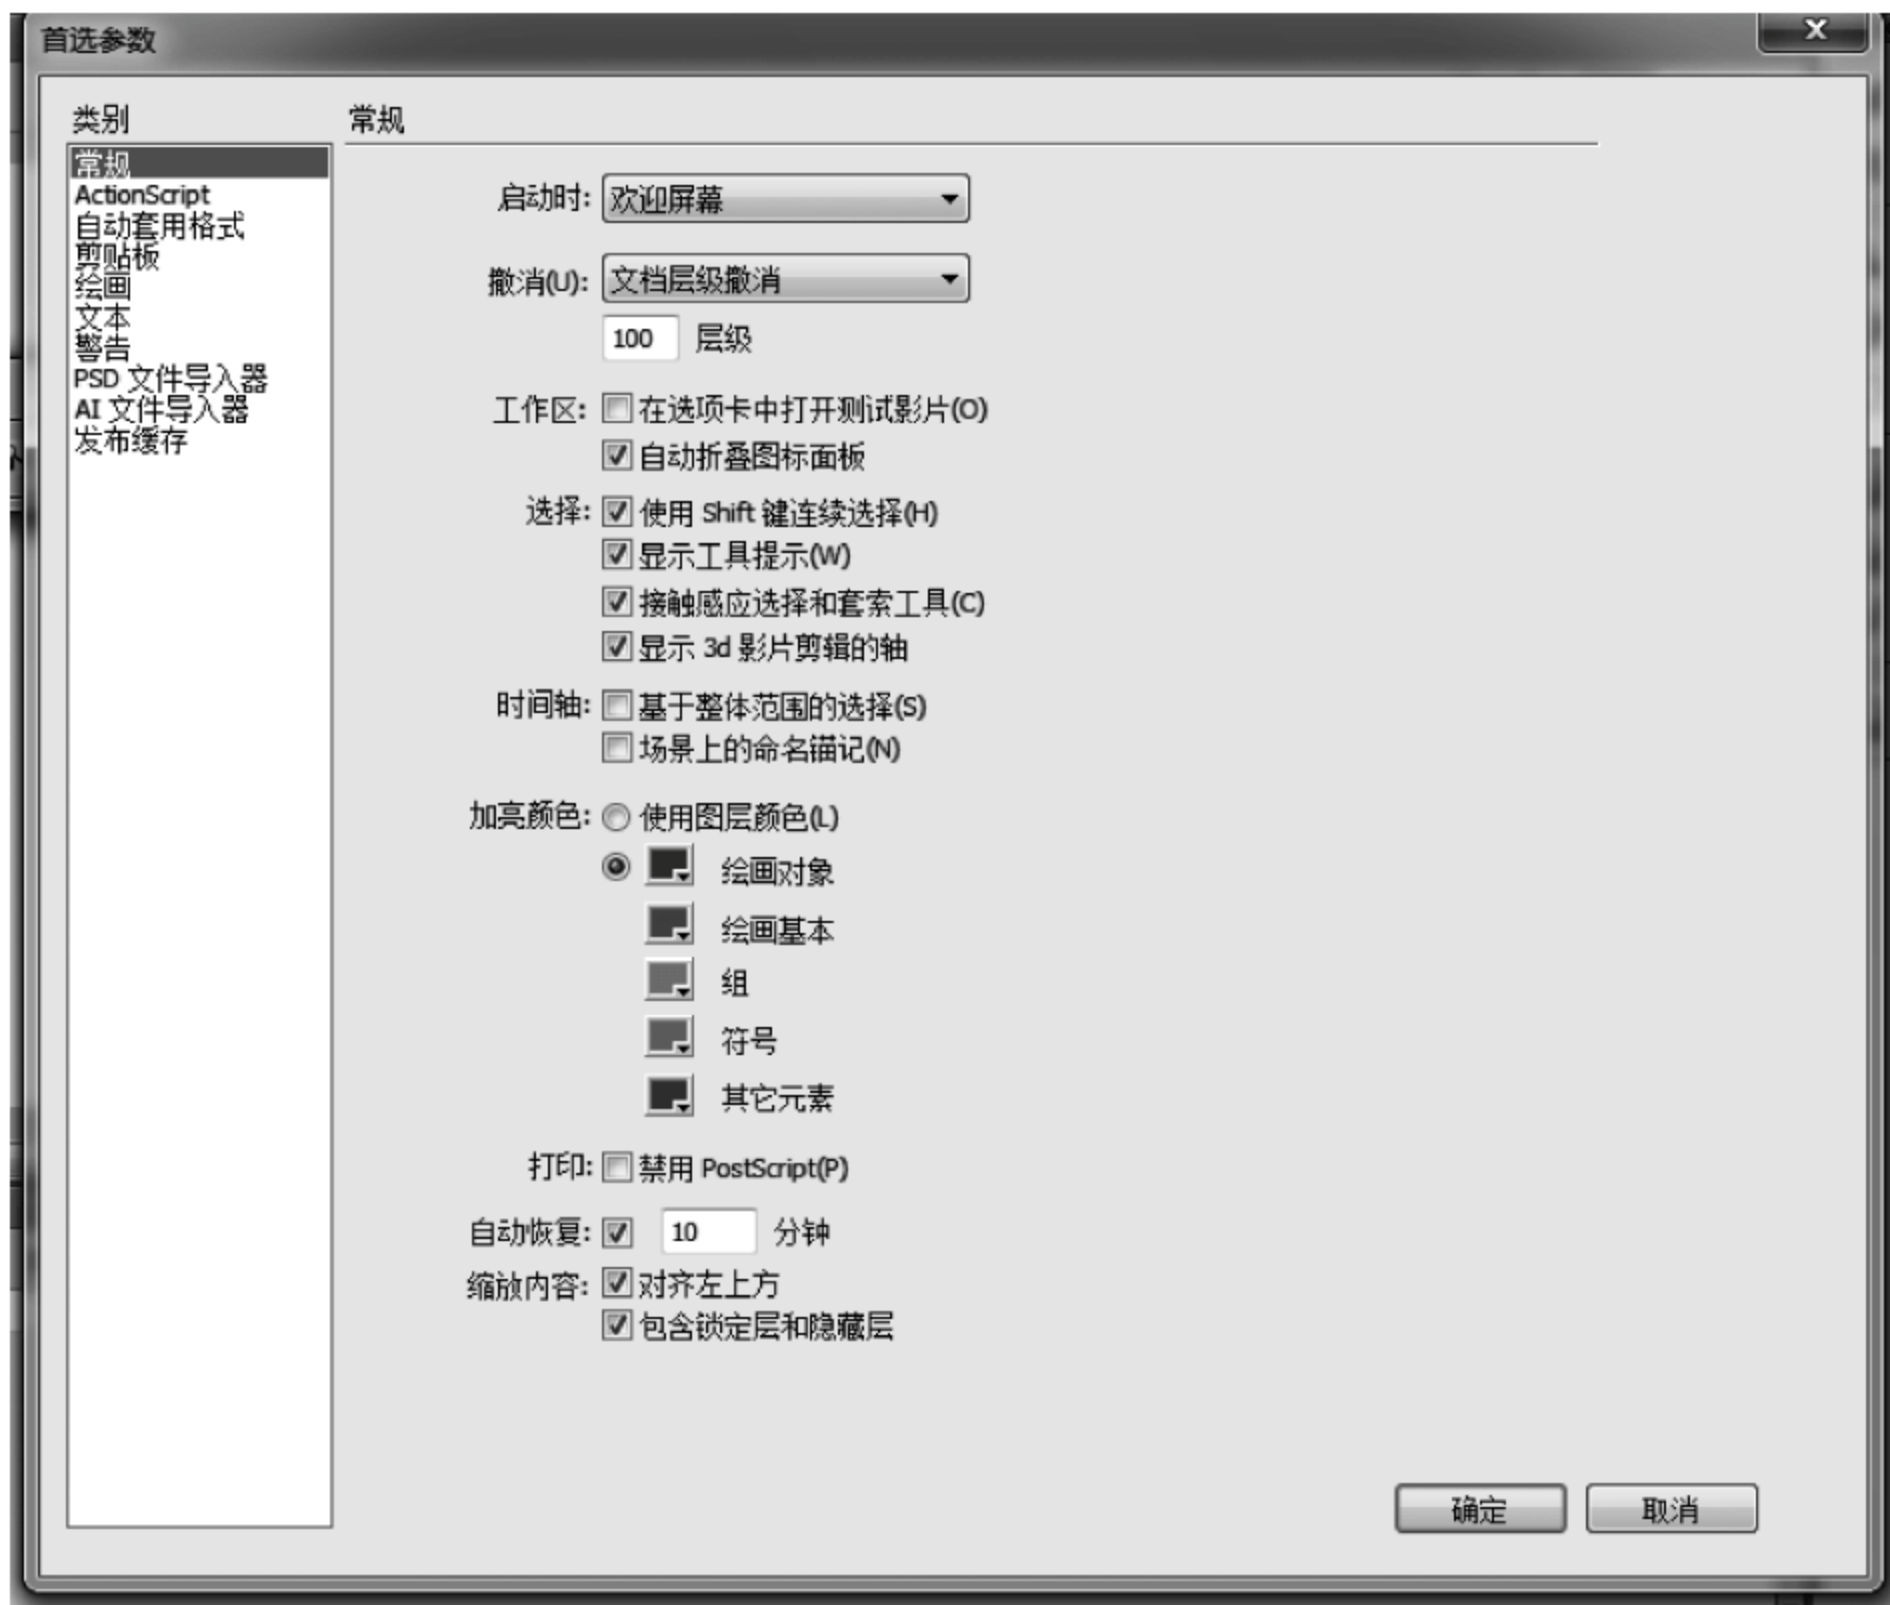 首选参数
类别
常规
ActionScript
自动套用格式
剪贴板
绘画
文本
警告
PSD 文件导入器
AI 文件导入器
发布缓存
常规
启动时: 欢迎屏幕
撤消(U): 文档层级撤消
100 层级
工作区: 在选项卡中打开测试影片(O)
自动折叠图标面板
选择: 使用 Shift 键连续选择(H)
显示工具提示(W)
接触感应选择和套索工具(C)
显示 3d 影片剪辑的轴
时间轴: 基于整体范围的选择(S)
场景上的命名锚记(N)
加亮颜色: 使用图层颜色(L)
绘画对象
绘画基本
组
符号
其它元素
打印: 禁用 PostScript(P)
自动恢复: 10 分钟
缩放内容: 对齐左上方
包含锁定层和隐藏层
确定 取消